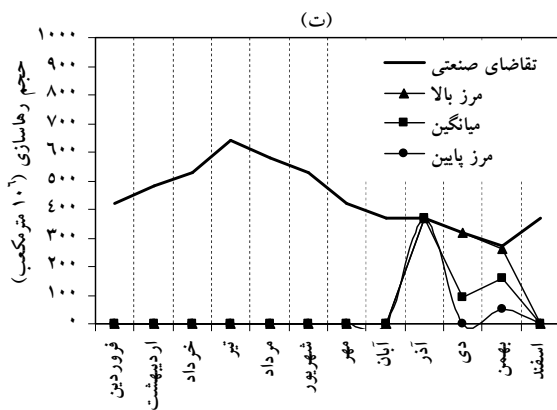 (ت)
حجم رهاسازی (۱۰^۶ مترمکعب)
۱۰۰۰
۹۰۰
۸۰۰
۷۰۰
۶۰۰
۵۰۰
۴۰۰
۳۰۰
۲۰۰
۱۰۰
۰
تقاضای صنعتی
مرز بالا
میانگین
مرز پایین
فروردین
اردیبهشت
خرداد
تیر
مرداد
شهریور
مهر
آبان
آذر
دی
بهمن
اسفند